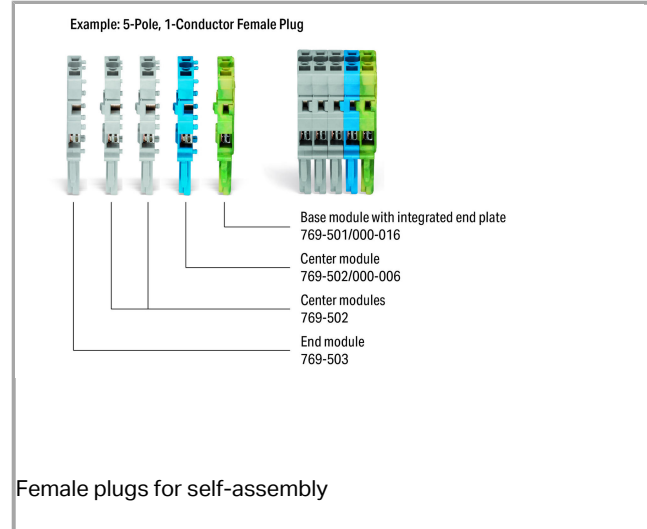 Example: 5-Pole, 1-Conductor Female Plug
Base module with integrated end plate
769-501/000-016
Center module
769-502/000-006
Center modules
769-502
End module
769-503
Female plugs for self-assembly